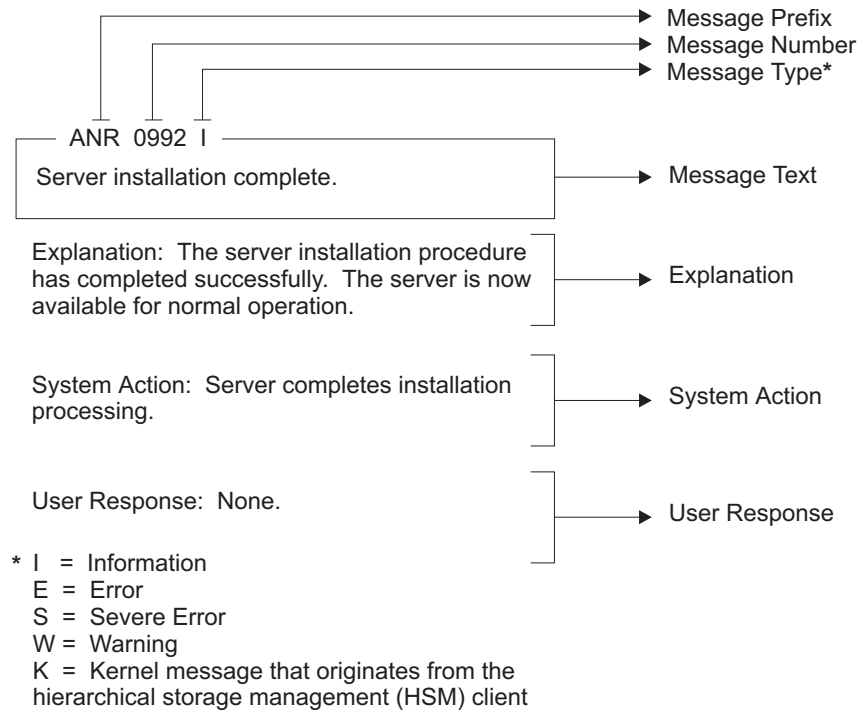 Message Prefix
Message Number
Message Type*
ANR 0992 I
Server installation complete.
Message Text
Explanation: The server installation procedure
has completed successfully. The server is now
available for normal operation.
Explanation
System Action: Server completes installation
processing.
System Action
User Response: None.
User Response
* I = Information
E = Error
S = Severe Error
W = Warning
K = Kernel message that originates from the
hierarchical storage management (HSM) client